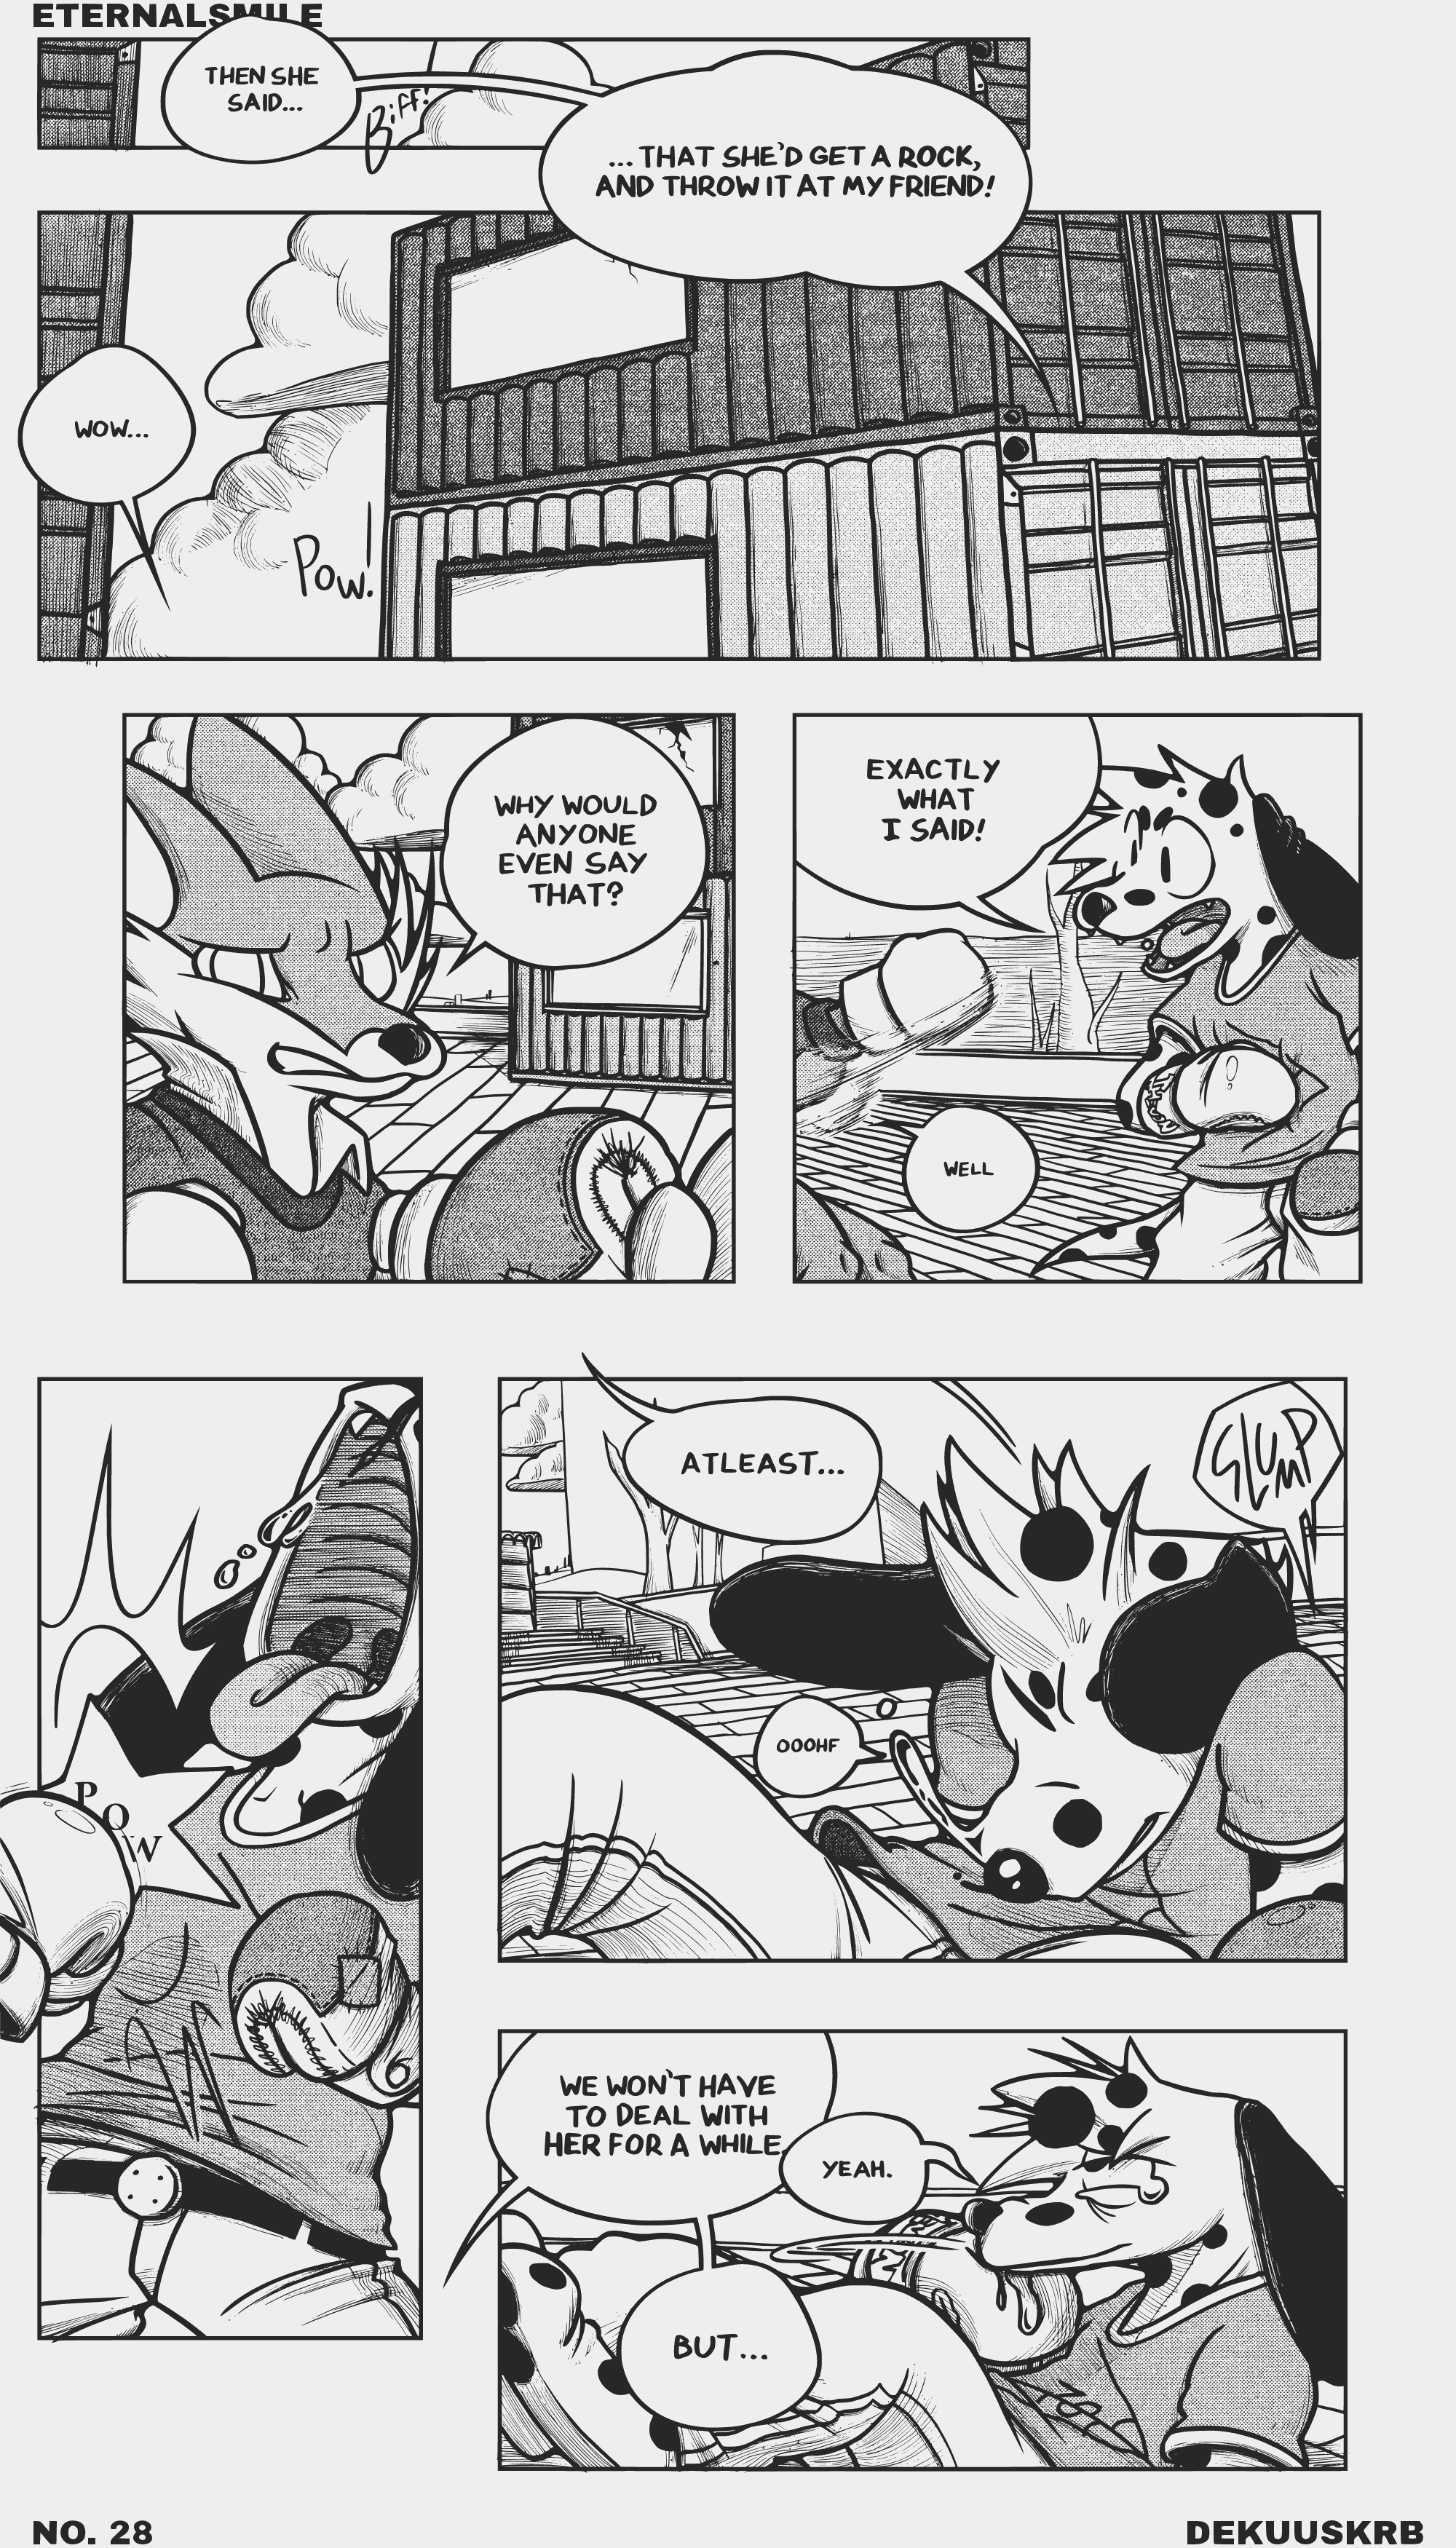 ETERNALSMILE
THEN SHE
SAID...
BiFF!
... THAT SHE'D GET A ROCK,
AND THROW IT AT MY FRIEND!
WOW...
POW!
WHY WOULD
ANYONE
EVEN SAY
THAT?
EXACTLY
WHAT
I SAID!
WELL
POW
ATLEAST...
GLUMP
OOOHF
WE WON'T HAVE
TO DEAL WITH
HER FOR A WHILE.
YEAH.
BUT...
NO. 28
DEKUUSKRB